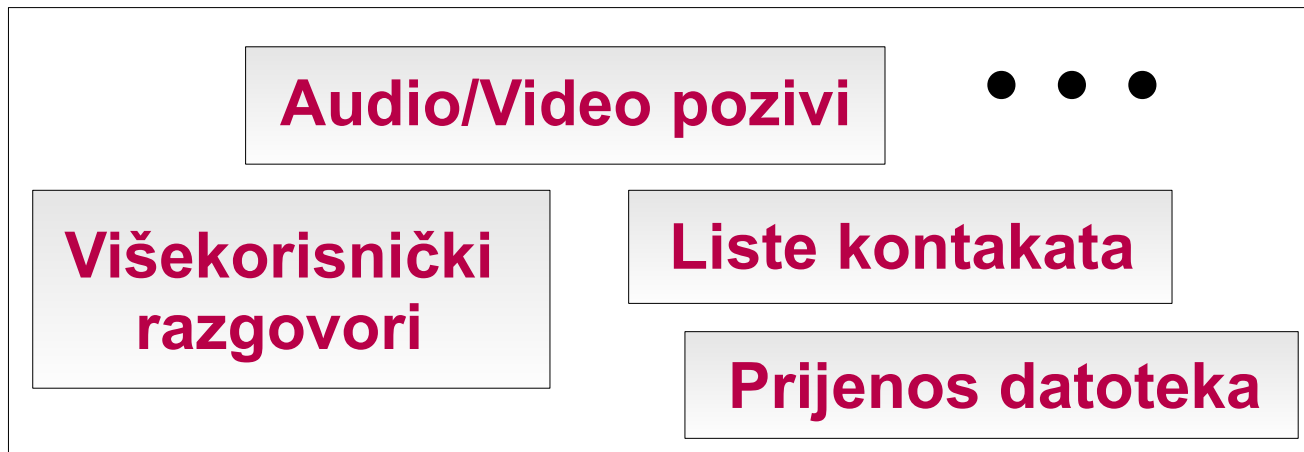 Audio/Video pozivi
● ● ●
Višekorisnički
razgovori
Liste kontakata
Prijenos datoteka